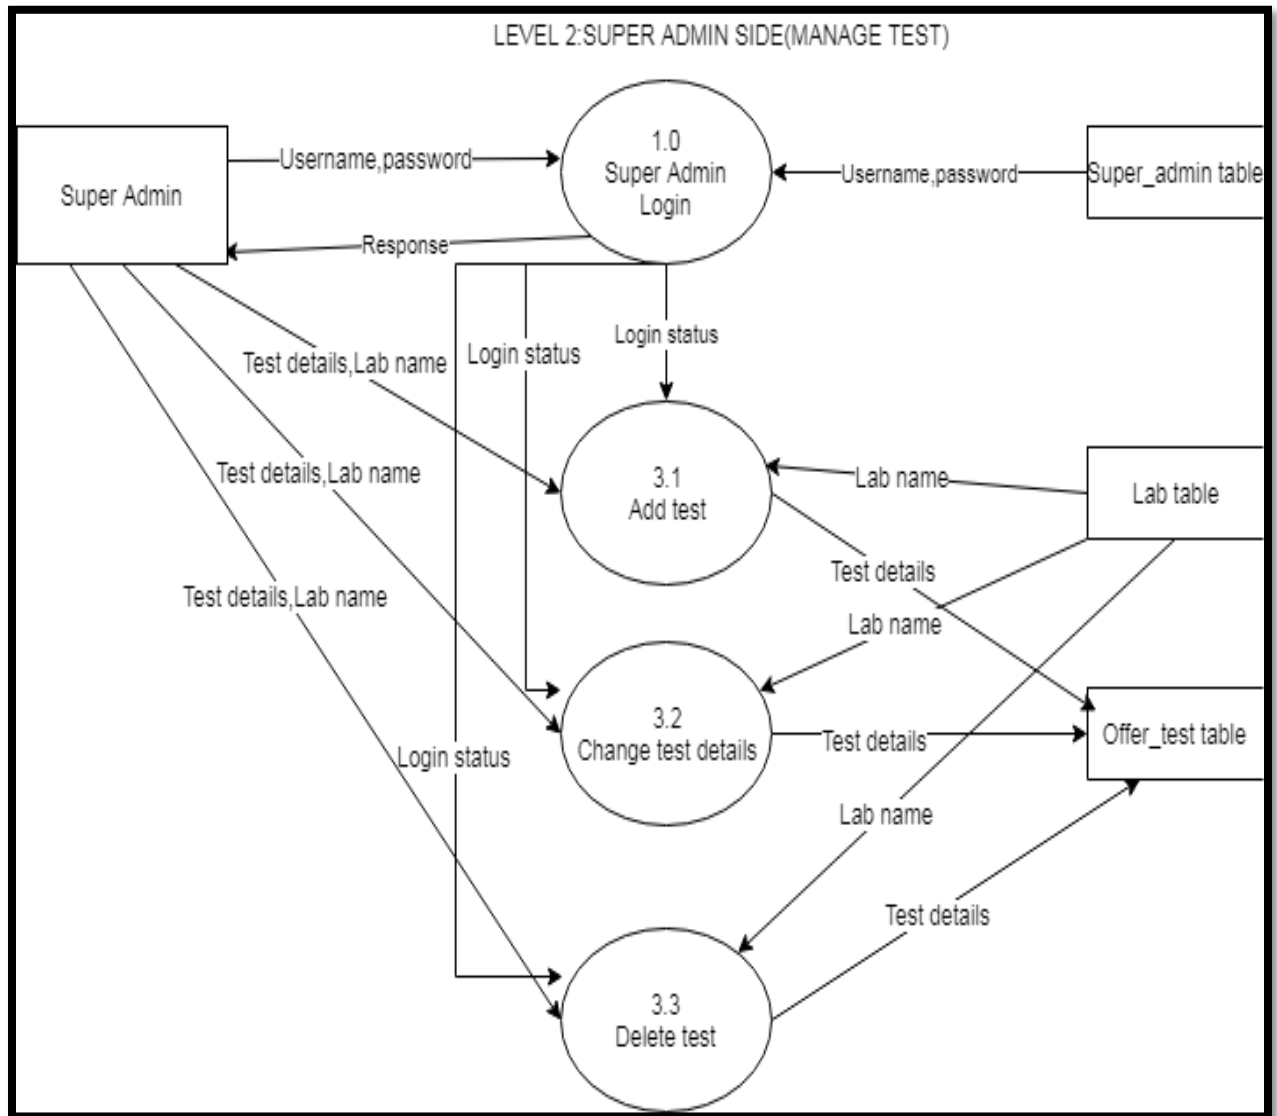 LEVEL 2:SUPER ADMIN SIDE(MANAGE TEST)
1.0
Super Admin
Login
Super Admin
Username,password
Username,password
Super_admin table
Response
Login status
Login status
Test details,Lab name
Test details,Lab name
Test details,Lab name
3.1
Add test
Lab name
Lab table
Test details
Lab name
3.2
Change test details
Test details
Offer_test table
Login status
Lab name
Test details
3.3
Delete test